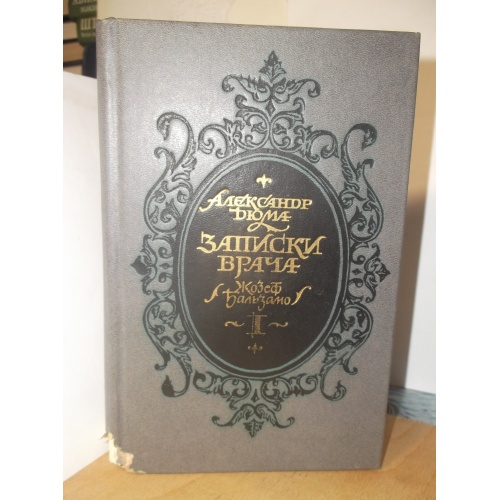 Александр
Дюма
Записки
врача
Жозеф
Бальзамо
I